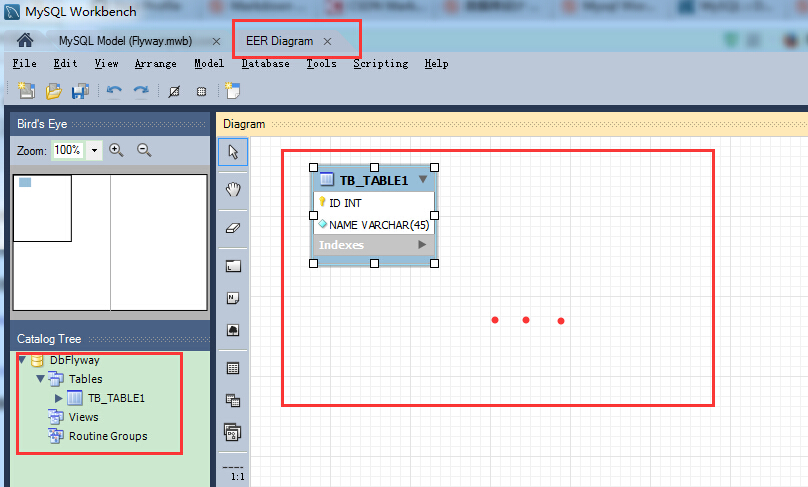 MySQL Workbench
MySQL Model (Flyway.mwb) × EER Diagram ×
File Edit View Arrange Model Database Tools Scripting Help
Bird's Eye
Zoom: 100%
Diagram
TB_TABLE1
ID INT
NAME VARCHAR(45)
Indexes
N
1:1
Catalog Tree
DbFlyway
Tables
TB_TABLE1
Views
Routine Groups